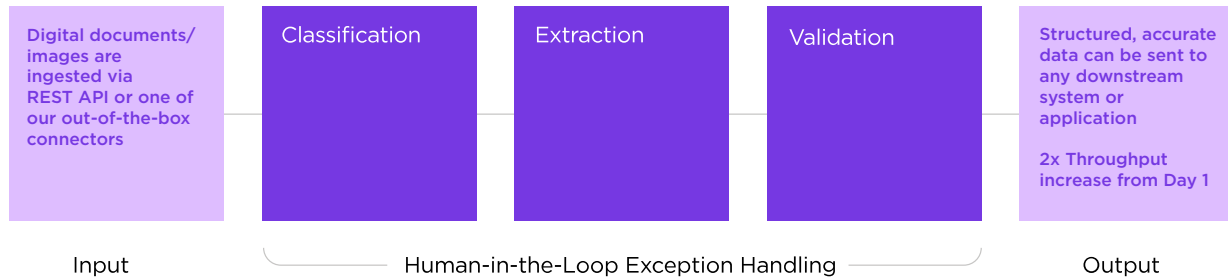 Digital documents/
images are
ingested via
REST API or one of
our out-of-the-box
connectors
Classification
Extraction
Validation
Structured, accurate
data can be sent to
any downstream
system or
application
2x Throughput
increase from Day 1
Input
Human-in-the-Loop Exception Handling
Output